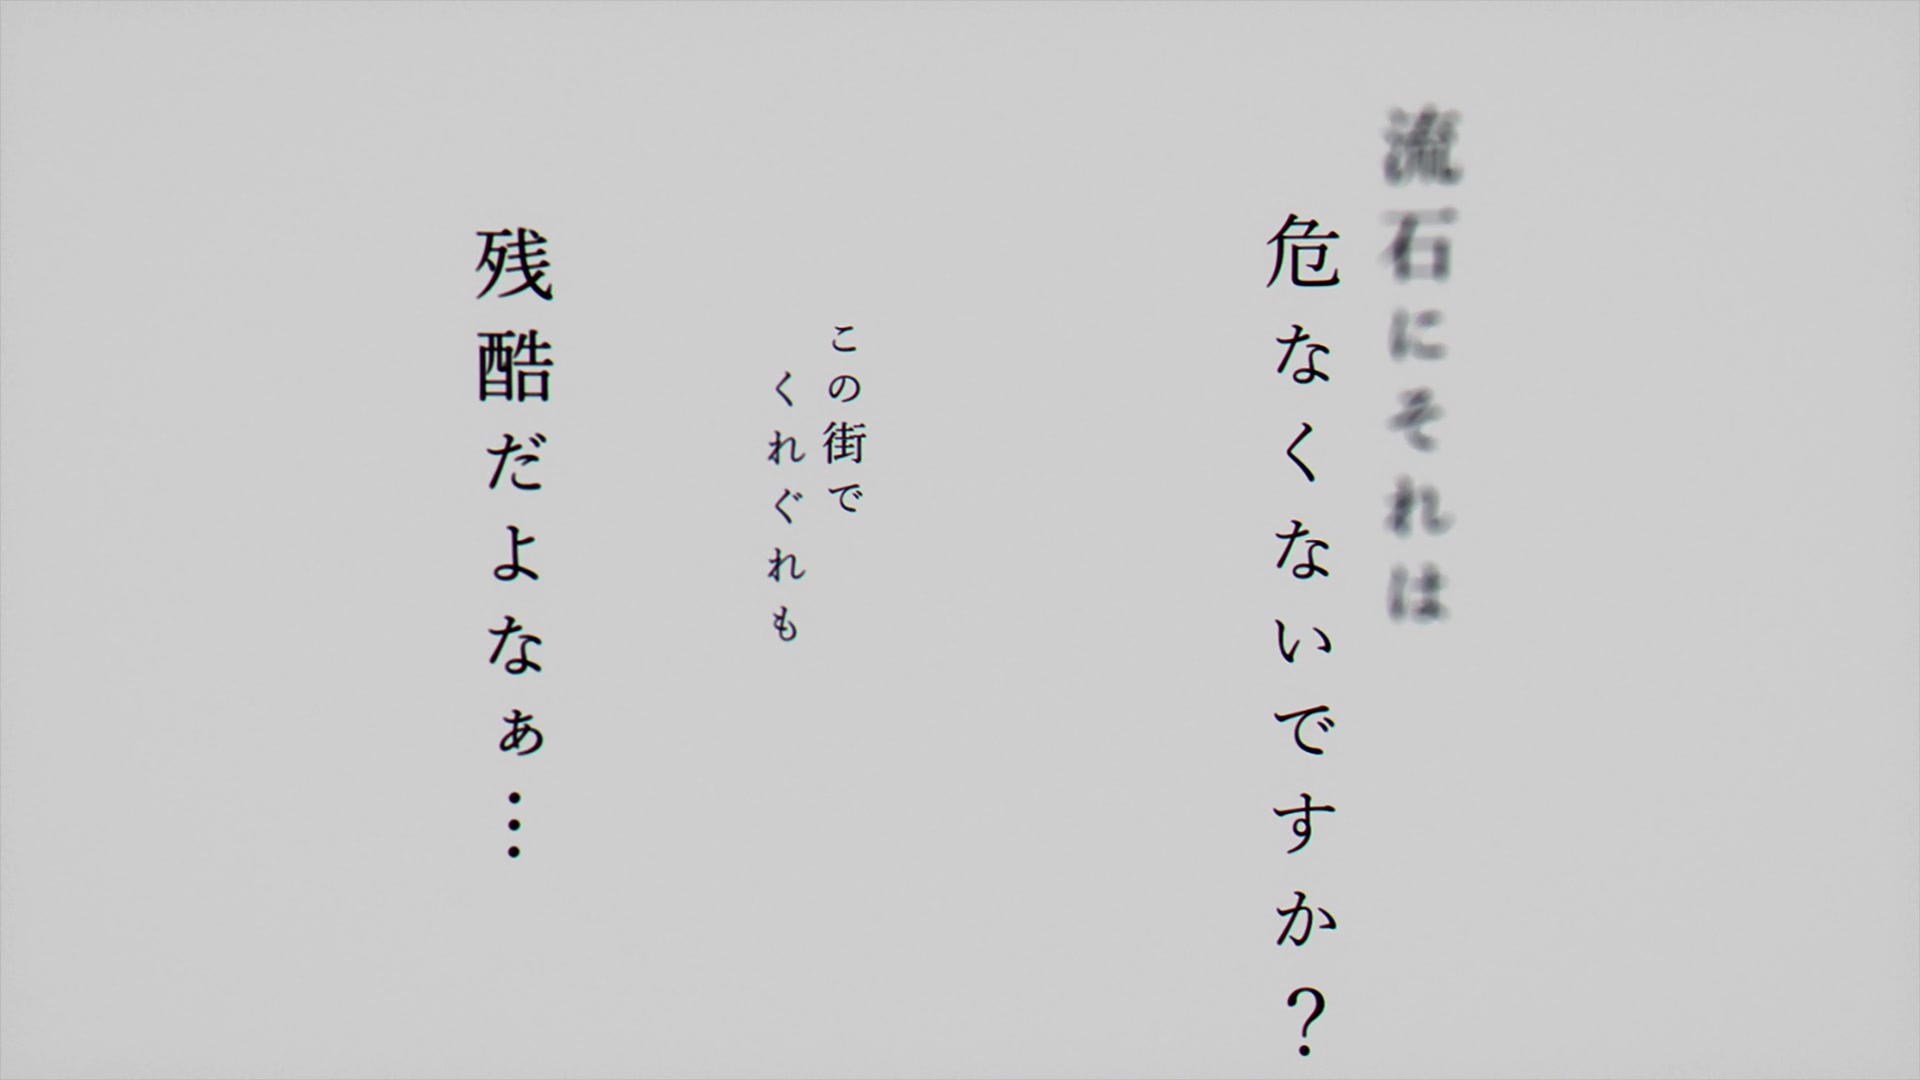 流石にそれは
危なくないですか？
この街で
くれぐれも
残酷だよなぁ…